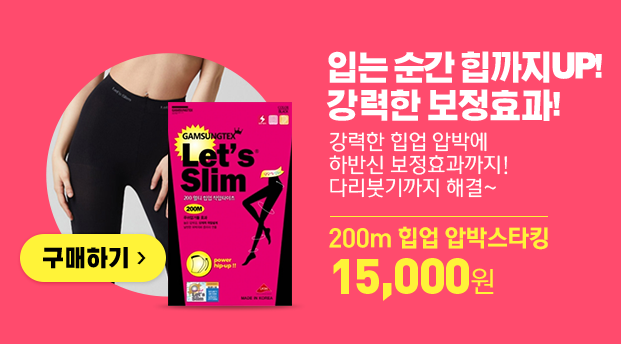 입는 순간 힙까지UP!
강력한 보정효과!
강력한 힙업 압박에
하반신 보정효과까지!
다리붓기까지 해결~
200m 힙업 압박스타킹
15,000원
구매하기 >
GAMSUNGTEX
Let's
Slim
200M
power
hip-up !!
Let's
Slim
MADE IN KOREA